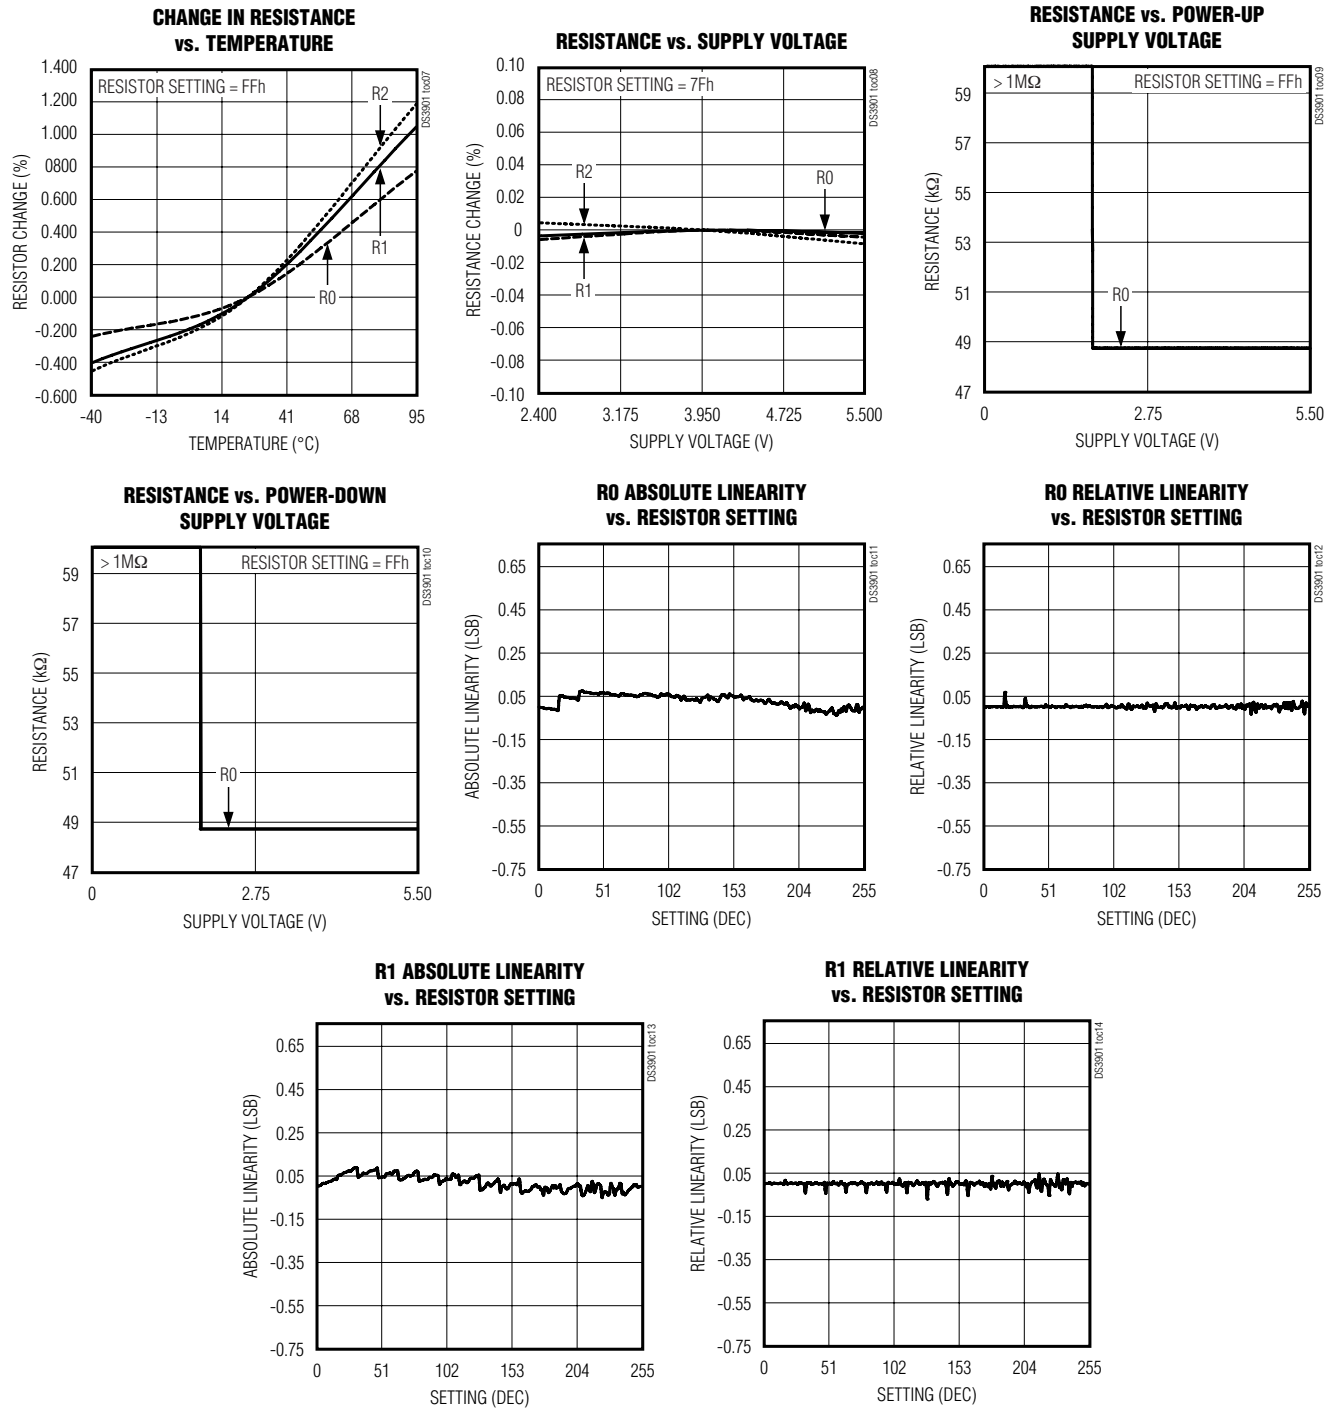 CHANGE IN RESISTANCE
vs. TEMPERATURE
RESISTOR SETTING = FFh
DS3901 toc07
RESISTOR CHANGE (%)
1.400
1.200
1.000
0.800
0.600
0.400
0.200
0.000
-0.200
-0.400
-0.600
R2
R1
R0
-40 -13 14 41 68 95
TEMPERATURE (°C)
RESISTANCE vs. SUPPLY VOLTAGE
RESISTOR SETTING = 7Fh
DS3901 toc08
RESISTANCE CHANGE (%)
0.10
0.08
0.06
0.04
0.02
0
-0.02
-0.04
-0.06
-0.08
-0.10
R2
R0
R1
2.400 3.175 3.950 4.725 5.500
SUPPLY VOLTAGE (V)
RESISTANCE vs. POWER-UP
SUPPLY VOLTAGE
> 1MΩ
RESISTOR SETTING = FFh
DS3901 toc09
RESISTANCE (kΩ)
59
57
55
53
51
49
47
R0
0 2.75 5.50
SUPPLY VOLTAGE (V)
RESISTANCE vs. POWER-DOWN
SUPPLY VOLTAGE
> 1MΩ
RESISTOR SETTING = FFh
DS3901 toc10
RESISTANCE (kΩ)
59
57
55
53
51
49
47
R0
0 2.75 5.50
SUPPLY VOLTAGE (V)
R0 ABSOLUTE LINEARITY
vs. RESISTOR SETTING
DS3901 toc11
ABSOLUTE LINEARITY (LSB)
0.65
0.45
0.25
0.05
-0.15
-0.35
-0.55
-0.75
0 51 102 153 204 255
SETTING (DEC)
R0 RELATIVE LINEARITY
vs. RESISTOR SETTING
DS3901 toc12
RELATIVE LINEARITY (LSB)
0.65
0.45
0.25
0.05
-0.15
-0.35
-0.55
-0.75
0 51 102 153 204 255
SETTING (DEC)
R1 ABSOLUTE LINEARITY
vs. RESISTOR SETTING
DS3901 toc13
ABSOLUTE LINEARITY (LSB)
0.65
0.45
0.25
0.05
-0.15
-0.35
-0.55
-0.75
0 51 102 153 204 255
SETTING (DEC)
R1 RELATIVE LINEARITY
vs. RESISTOR SETTING
DS3901 toc14
RELATIVE LINEARITY (LSB)
0.65
0.45
0.25
0.05
-0.15
-0.35
-0.55
-0.75
0 51 102 153 204 255
SETTING (DEC)